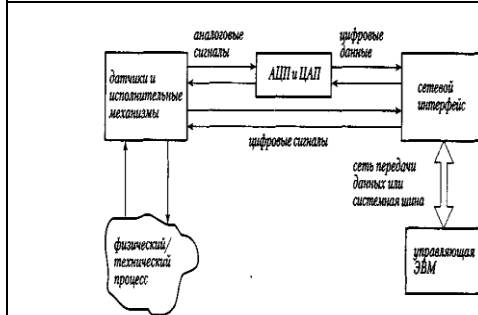 аналоговые
сигналы
цифровые
данные
датчики и
исполнительные
механизмы
АЦП и ЦАП
сетевой
интерфейс
цифровые сигналы
сеть передачи
данных или
системная шина
физический/
технический
процесс
управляющая
ЭВМ